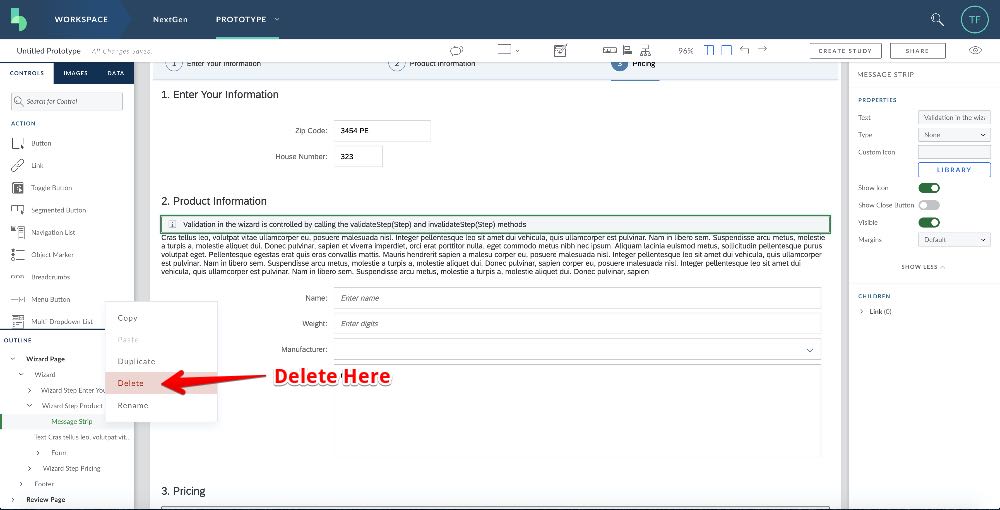 WORKSPACE
NextGen
PROTOTYPE
TF
Untitled Prototype
All Changes Saved.
96%
CREATE STUDY
SHARE
CONTROLS
IMAGES
DATA
Search for Control
ACTION
Button
Link
Toggle Button
Segmented Button
Navigation List
Object Marker
Breadcrumbs
Menu Button
Multi Dropdown List
OUTLINE
Wizard Page
Wizard
Wizard Step Enter You
Wizard Step Product
Message Strip
Text Cras tellus leo, volutpat vit...
Form
Wizard Step Pricing
Footer
Review Page
Copy
Paste
Duplicate
Delete
Rename
Delete Here
1 Enter Your Information
2 Product Information
3 Pricing
1. Enter Your Information
Zip Code: 3454 PE
House Number: 323
2. Product Information
Validation in the wizard is controlled by calling the validateStep(Step) and invalidateStep(Step) methods
Cras tellus leo, volutpat vitae ullamcorper eu, posuere malesuada nisl. Integer pellentesque leo sit amet dui vehicula, quis ullamcorper est pulvinar. Nam in libero sem. Suspendisse arcu metus, molestie
a turpis a, molestie aliquet dui. Donec pulvinar, sapien et viverra imperdiet, orci erat porttitor nulla, eget commodo metus nibh nec ipsum. Aliquam lacinia euismod metus, sollicitudin pellentesque purus
volutpat eget. Pellentesque egestas erat quis eros convallis mattis. Mauris hendrerit sapien a malesu corper eu, posuere malesuada nisl. Integer pellentesque leo sit amet dui vehicula, quis ullamcorper
est pulvinar. Nam in libero sem. Suspendisse arcu metus, molestie a turpis a, molestie aliquet dui. Donec pulvinar, sapien corper eu, posuere malesuada nisl. Integer pellentesque leo sit amet dui
vehicula, quis ullamcorper est pulvinar. Nam in libero sem. Suspendisse arcu metus, molestie a turpis a, molestie aliquet dui. Donec pulvinar, sapien
Name: Enter name
Weight: Enter digits
Manufacturer:
3. Pricing
MESSAGE STRIP
PROPERTIES
Text Validation in the wiz
Type None
Custom Icon
LIBRARY
Show Icon
Show Close Button
Visible
Margins Default
SHOW LESS
CHILDREN
Link (0)